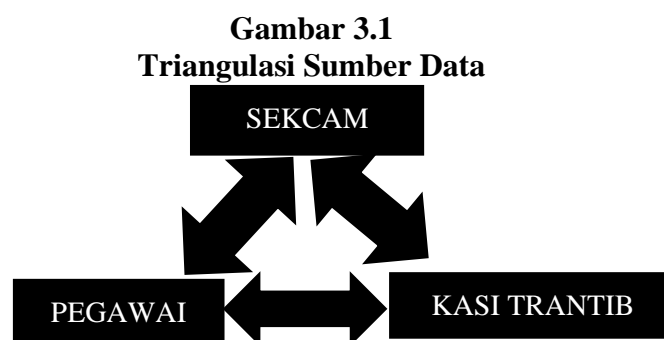 Gambar 3.1
Triangulasi Sumber Data
SEKCAM
PEGAWAI
KASI TRANTIB